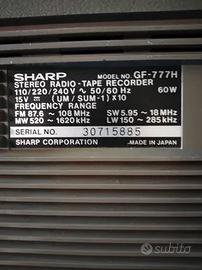 SHARP MODEL NO. GF-777H
STEREO RADIO-TAPE RECORDER
110/220/240V ∿ 50/60 Hz 60W
15V ⎓ (UM/SUM-1)x10
FREQUENCY RANGE
FM 87.6 ~ 108 MHz SW 5.95 ~ 18 MHz
MW 520 ~ 1620 kHz LW 150 ~ 285 kHz
SERIAL NO. 30715885
SHARP CORPORATION MADE IN JAPAN
subito